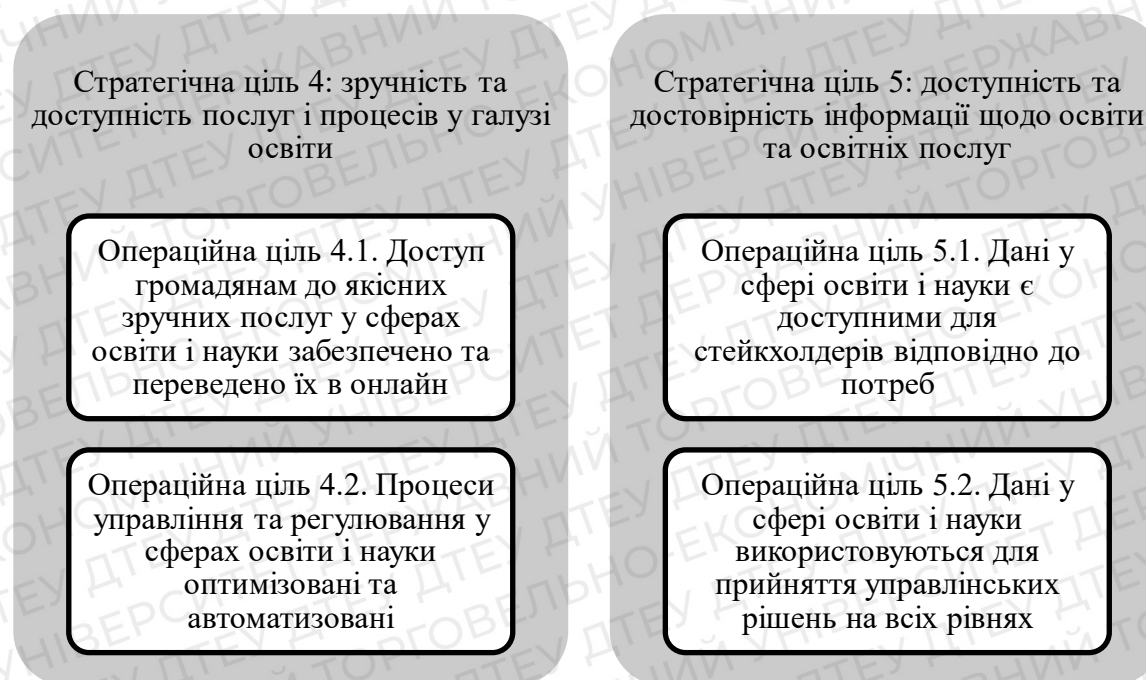 Стратегічна ціль 4: зручність та
доступність послуг і процесів у галузі
освіти
Операційна ціль 4.1. Доступ
громадянам до якісних
зручних послуг у сферах
освіти і науки забезпечено та
переведено їх в онлайн
Операційна ціль 4.2. Процеси
управління та регулювання у
сферах освіти і науки
оптимізовані та
автоматизовані
Стратегічна ціль 5: доступність та
достовірність інформації щодо освіти
та освітніх послуг
Операційна ціль 5.1. Дані у
сфері освіти і науки є
доступними для
стейкхолдерів відповідно до
потреб
Операційна ціль 5.2. Дані у
сфері освіти і науки
використовуються для
прийняття управлінських
рішень на всіх рівнях